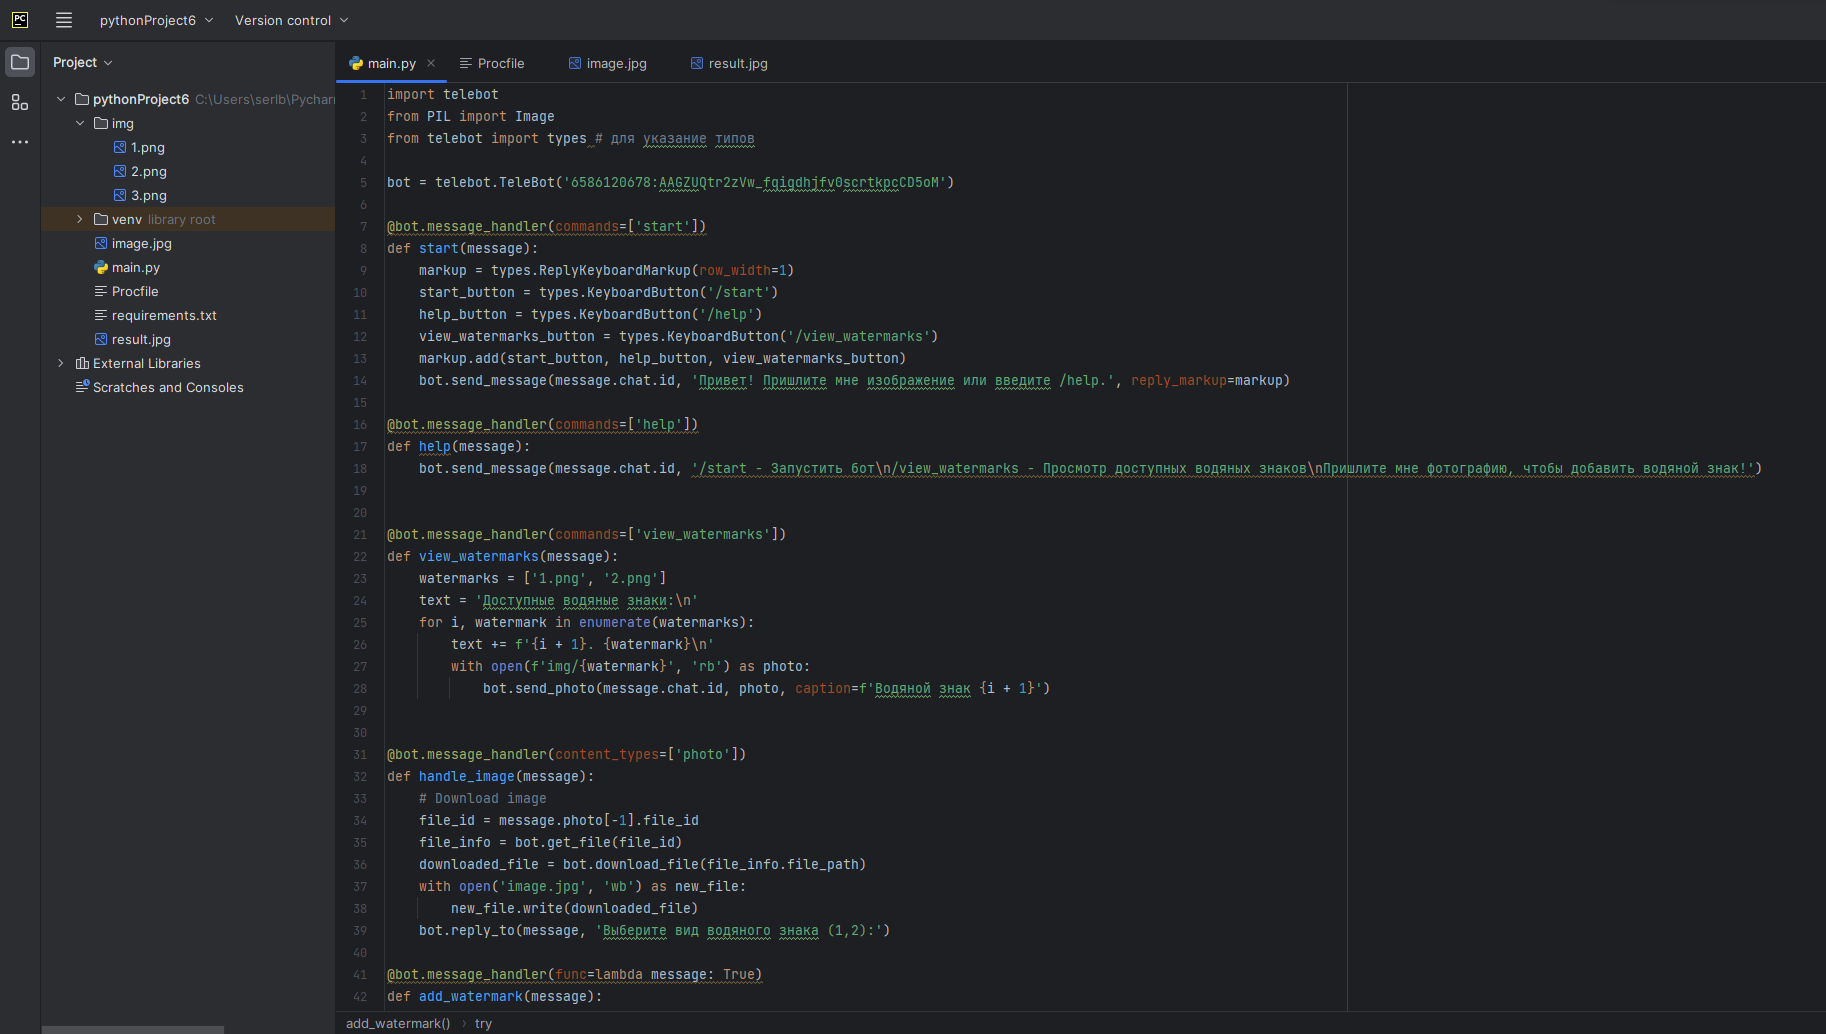 PC pythonProject6 Version control
Project
pythonProject6 C:\Users\serlb\Pychar
img
1.png
2.png
3.png
venv library root
image.jpg
main.py
Procfile
requirements.txt
result.jpg
External Libraries
Scratches and Consoles
main.py Procfile image.jpg result.jpg
1 import telebot
2 from PIL import Image
3 from telebot import types # для указание типов
4
5 bot = telebot.TeleBot('6586120678:AAGZUQtr2zVw_fqigdhjfv0scrtkpcCD5oM')
6
7 @bot.message_handler(commands=['start'])
8 def start(message):
9 markup = types.ReplyKeyboardMarkup(row_width=1)
10 start_button = types.KeyboardButton('/start')
11 help_button = types.KeyboardButton('/help')
12 view_watermarks_button = types.KeyboardButton('/view_watermarks')
13 markup.add(start_button, help_button, view_watermarks_button)
14 bot.send_message(message.chat.id, 'Привет! Пришлите мне изображение или введите /help.', reply_markup=markup)
15
16 @bot.message_handler(commands=['help'])
17 def help(message):
18 bot.send_message(message.chat.id, '/start - Запустить бот\n/view_watermarks - Просмотр доступных водяных знаков\nПришлите мне фотографию, чтобы добавить водяной знак!')
19
20
21 @bot.message_handler(commands=['view_watermarks'])
22 def view_watermarks(message):
23 watermarks = ['1.png', '2.png']
24 text = 'Доступные водяные знаки:\n'
25 for i, watermark in enumerate(watermarks):
26 text += f'{i + 1}. {watermark}\n'
27 with open(f'img/{watermark}', 'rb') as photo:
28 bot.send_photo(message.chat.id, photo, caption=f'Водяной знак {i + 1}')
29
30
31 @bot.message_handler(content_types=['photo'])
32 def handle_image(message):
33 # Download image
34 file_id = message.photo[-1].file_id
35 file_info = bot.get_file(file_id)
36 downloaded_file = bot.download_file(file_info.file_path)
37 with open('image.jpg', 'wb') as new_file:
38 new_file.write(downloaded_file)
39 bot.reply_to(message, 'Выберите вид водяного знака (1,2):')
40
41 @bot.message_handler(func=lambda message: True)
42 def add_watermark(message):
add_watermark() › try